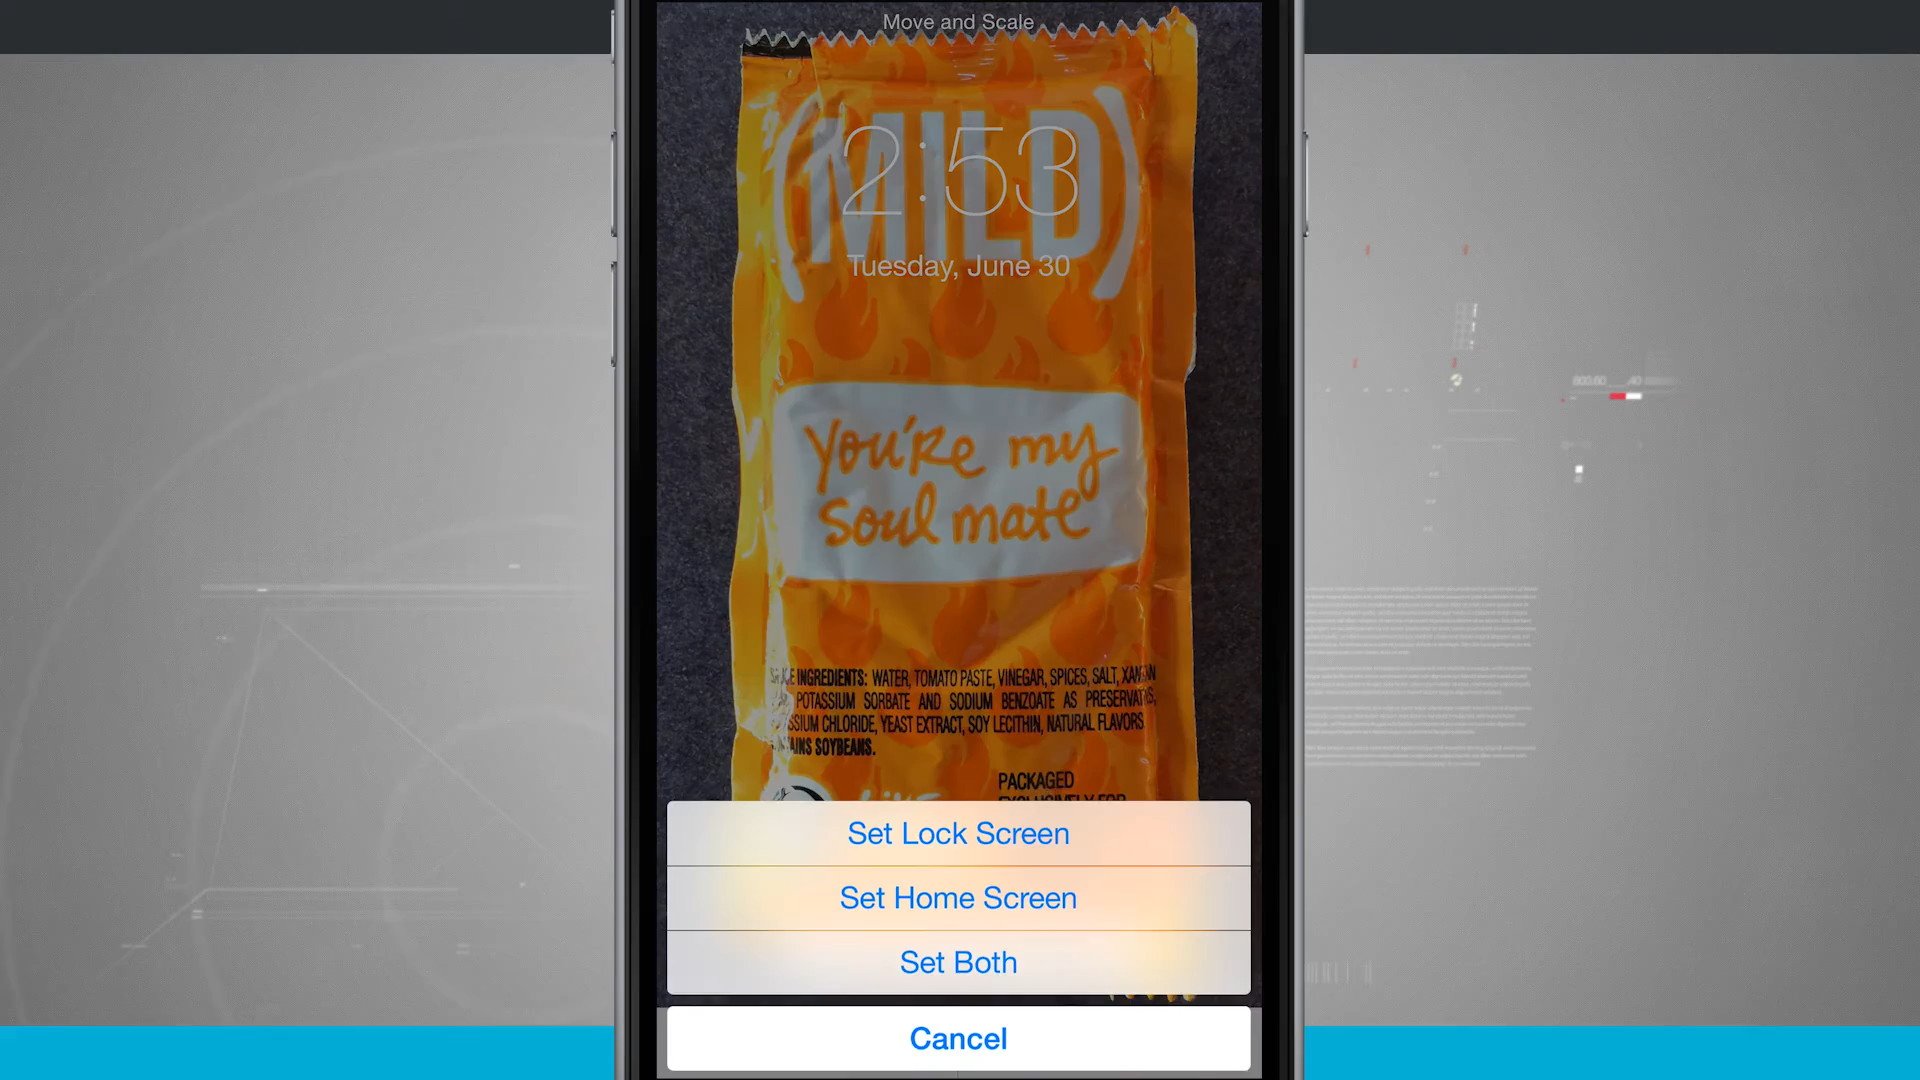 Move and Scale
(MILD)
2:53
Tuesday, June 30
You're my
soul mate
INGREDIENTS: WATER, TOMATO PASTE, VINEGAR, SPICES, SALT,
POTASSIUM SORBATE AND SODIUM BENZOATE AS
CHLORIDE, YEAST EXTRACT, SOY LECITHIN, NATURAL FLAVORS
SOYBEANS.
PACKAGED
EXCLUSIVELY FOR
Set Lock Screen
Set Home Screen
Set Both
Cancel